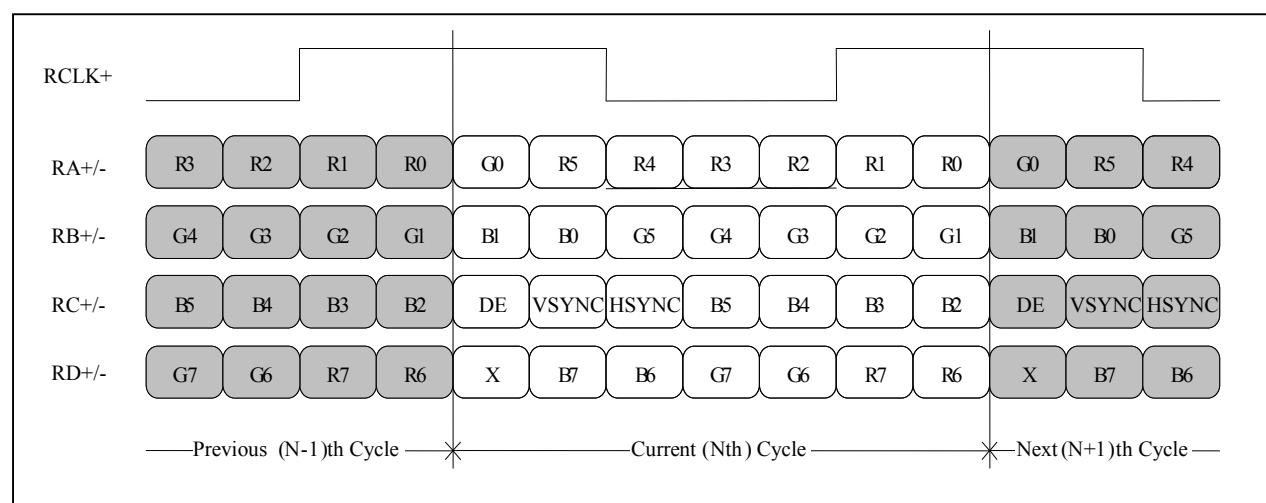 RCLK+
RA+/- R3 R2 R1 R0 G0 R5 R4 R3 R2 R1 R0 G0 R5 R4
RB+/- G4 G3 G2 G1 B1 B0 G5 G4 G3 G2 G1 B1 B0 G5
RC+/- B5 B4 B3 B2 DE VSYNC HSYNC B5 B4 B3 B2 DE VSYNC HSYNC
RD+/- G7 G6 R7 R6 X B7 B6 G7 G6 R7 R6 X B7 B6
Previous (N-1)th Cycle Current (Nth) Cycle Next (N+1)th Cycle